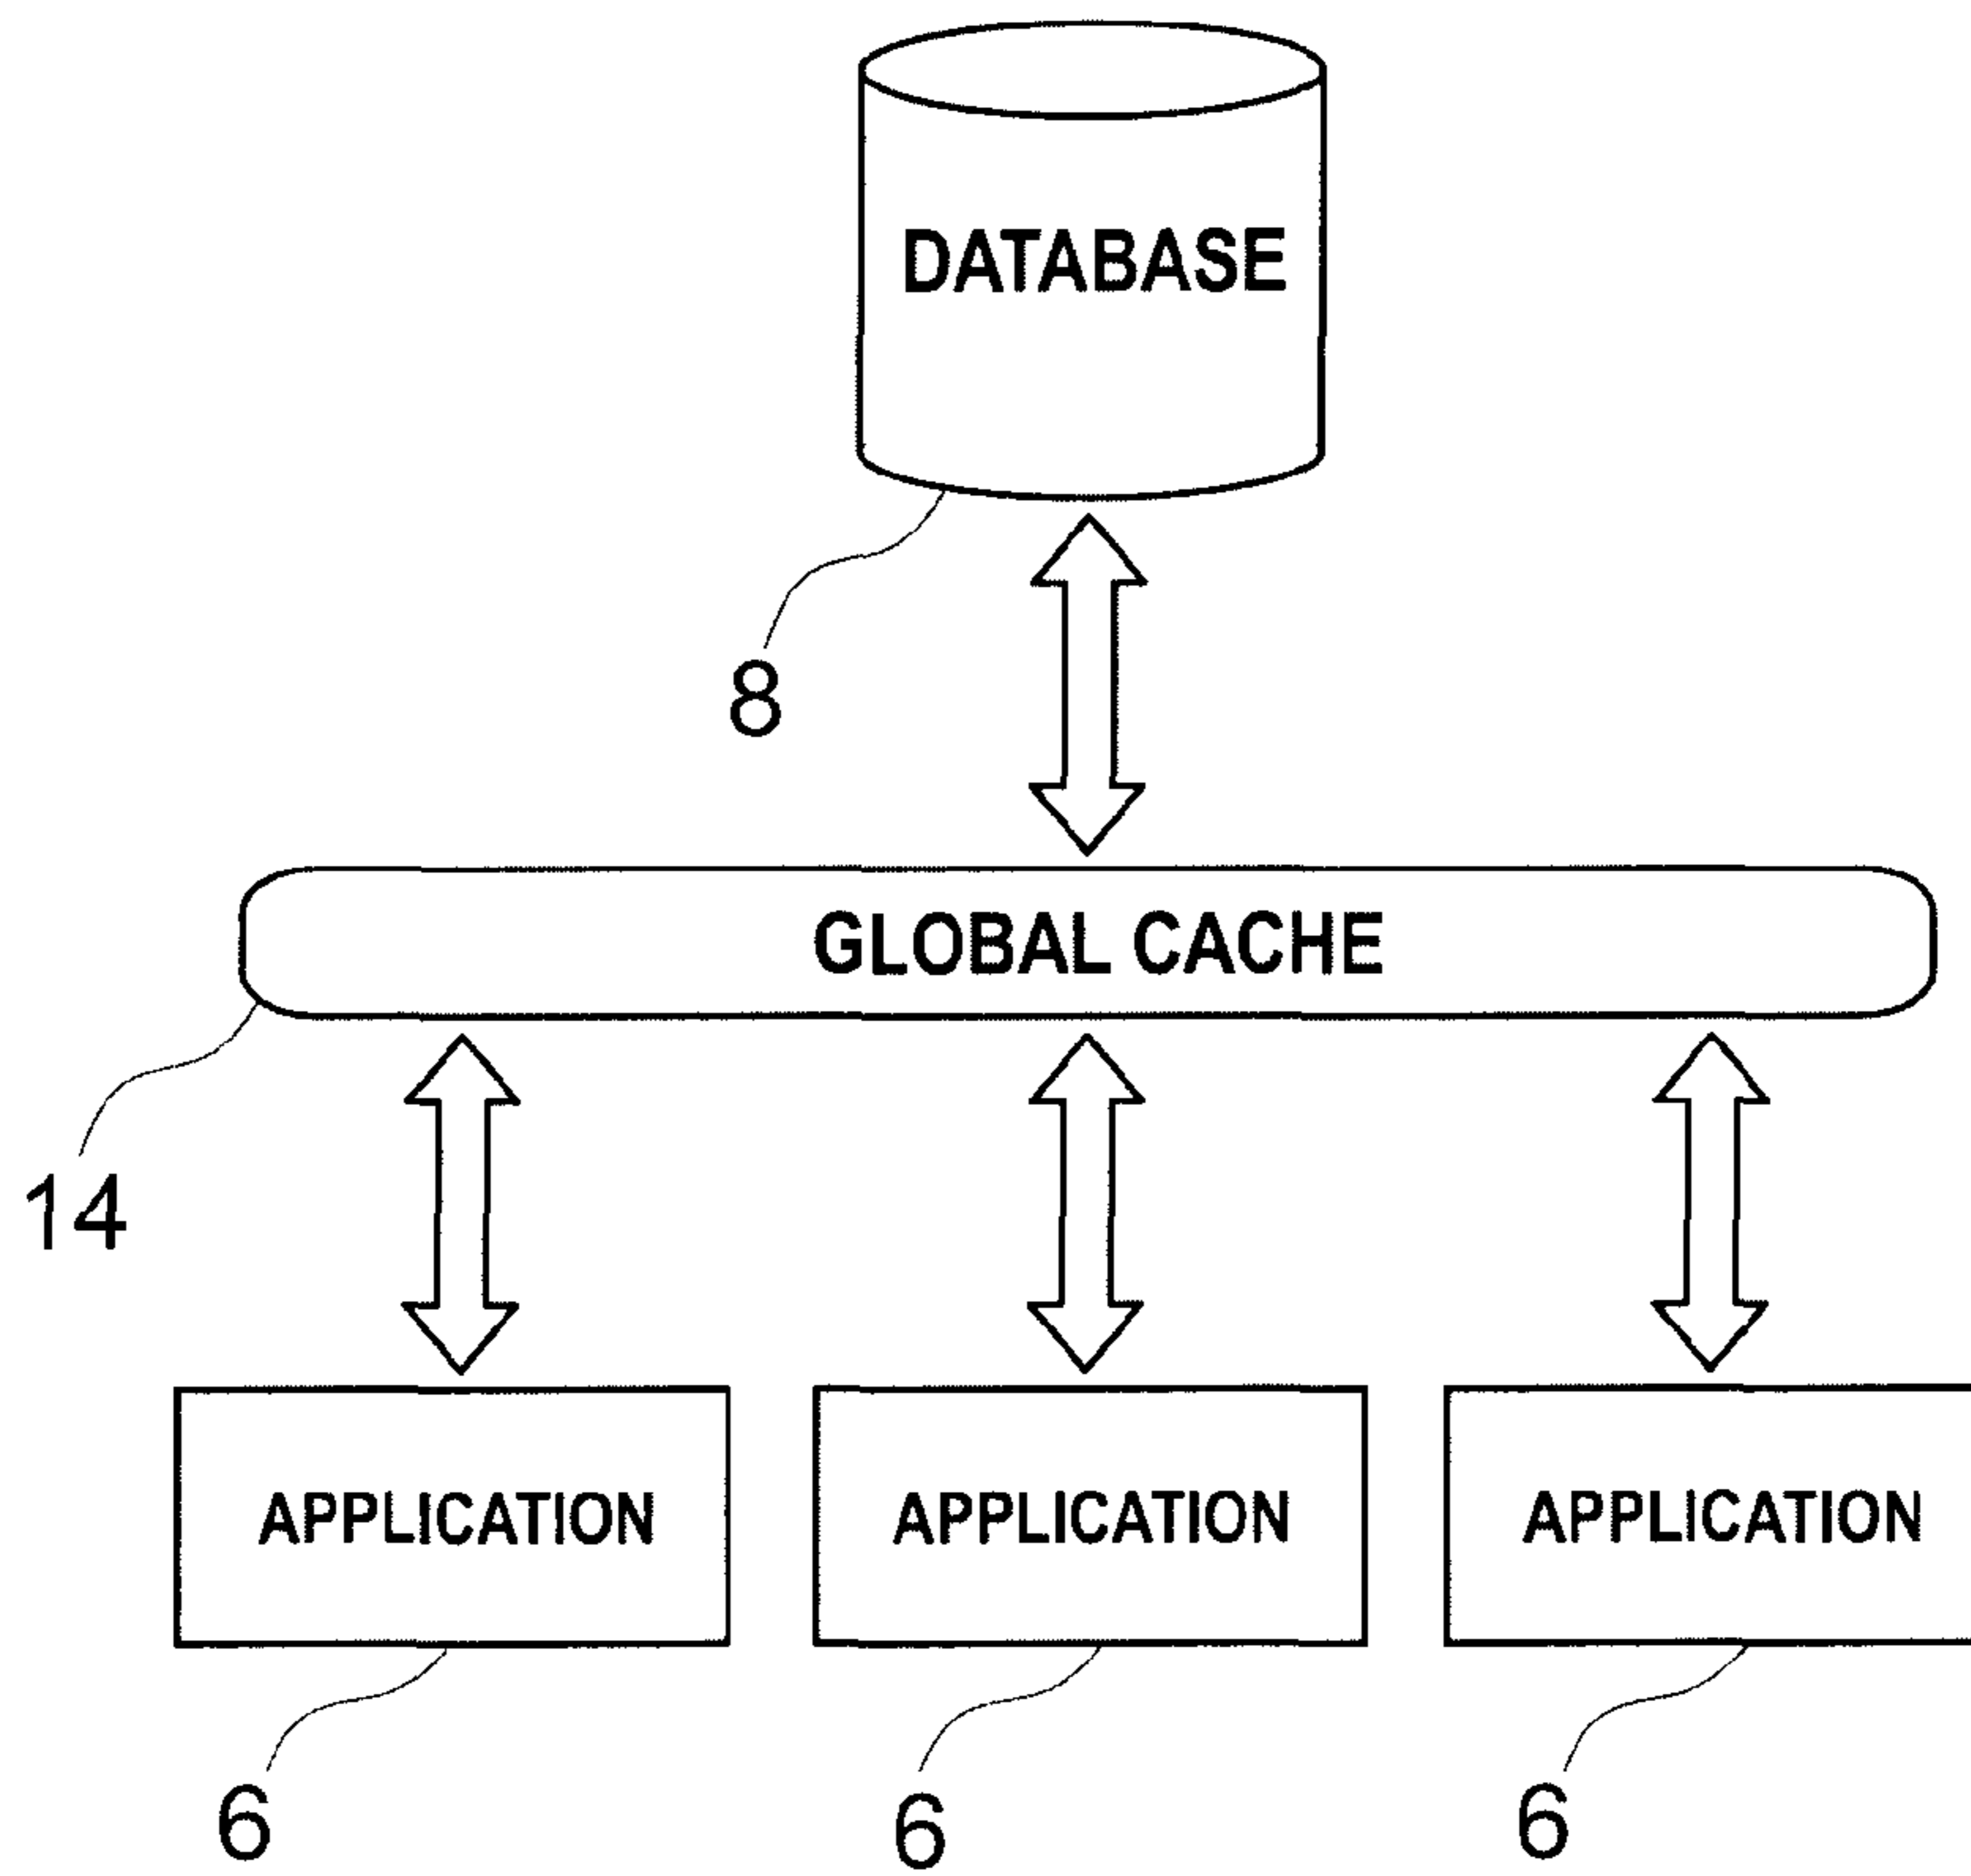 DATABASE
8
GLOBAL CACHE
14
APPLICATION APPLICATION APPLICATION
6 6 6